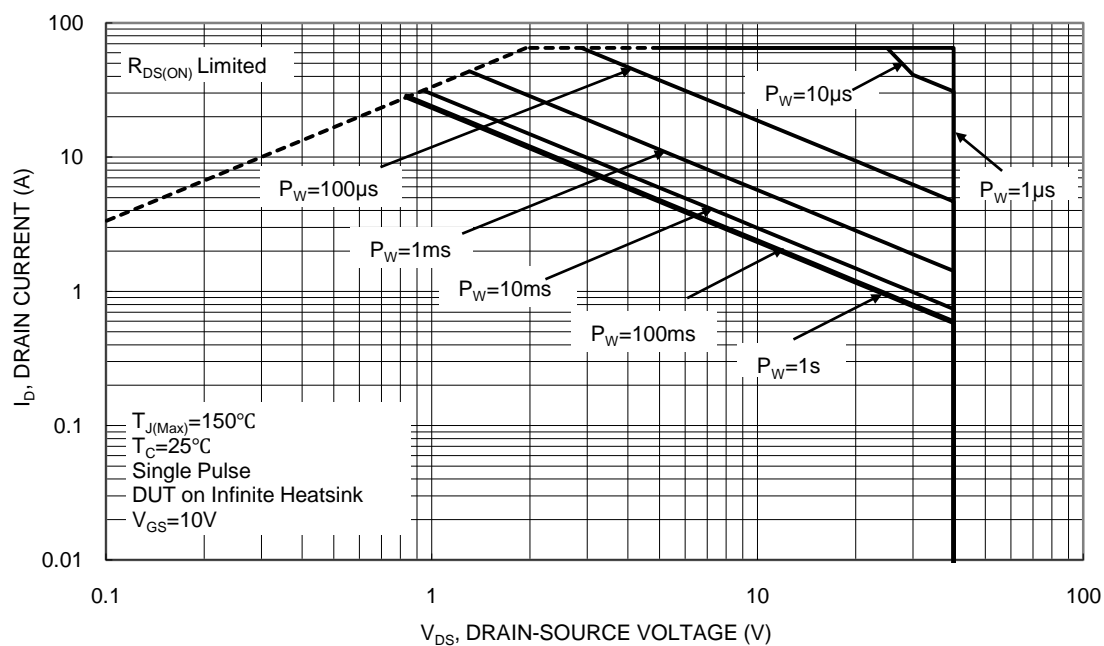 100
10
1
0.1
0.01
I_D, DRAIN CURRENT (A)
R_DS(ON) Limited
P_W=10µs
P_W=100µs
P_W=1µs
P_W=1ms
P_W=10ms
P_W=100ms
P_W=1s
T_J(Max)=150℃
T_C=25℃
Single Pulse
DUT on Infinite Heatsink
V_GS=10V
0.1 1 10 100
V_DS, DRAIN-SOURCE VOLTAGE (V)